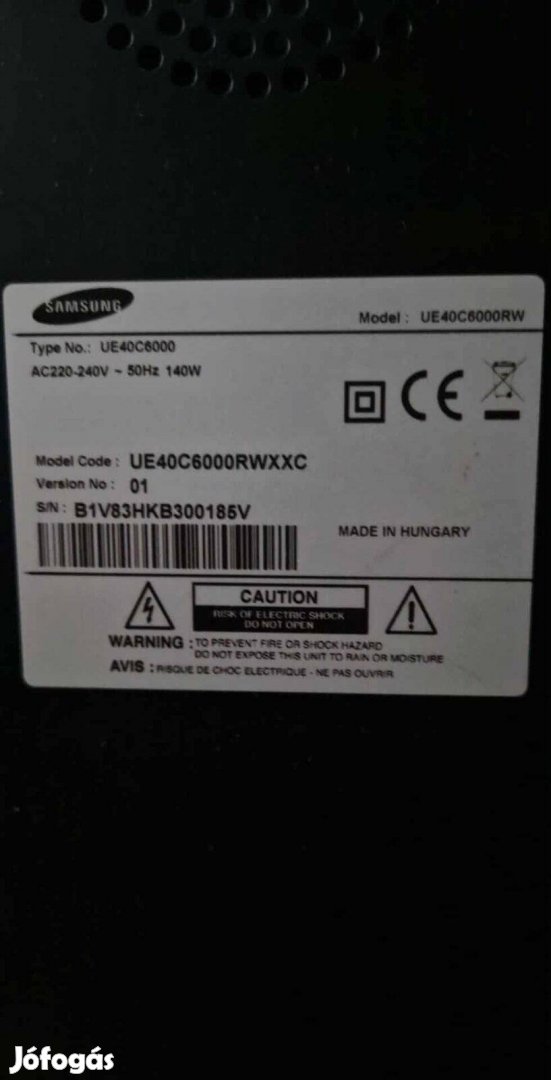 SAMSUNG
Model : UE40C6000RW
Type No.: UE40C6000
AC220-240V ~ 50Hz 140W
CE
Model Code : UE40C6000RWXXC
Version No : 01
S/N : B1V83HKB300185V
MADE IN HUNGARY
CAUTION
RISK OF ELECTRIC SHOCK
DO NOT OPEN
WARNING : TO PREVENT FIRE OR SHOCK HAZARD
DO NOT EXPOSE THIS UNIT TO RAIN OR MOISTURE
AVIS : RISQUE DE CHOC ELECTRIQUE - NE PAS OUVRIR
Jófogás